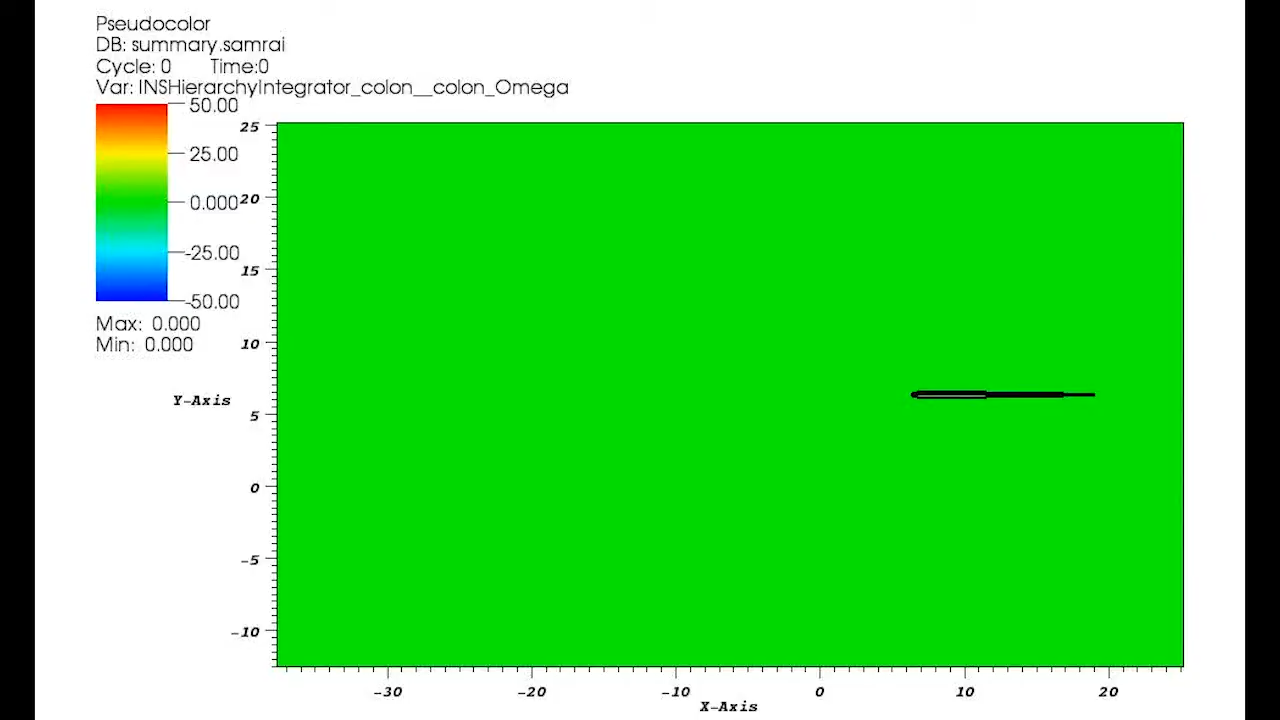 Pseudocolor
DB: summary.samrai
Cycle: 0 Time:0
Var: INSHierarchyIntegrator_colon__colon_Omega
50.00
25.00
0.000
-25.00
-50.00
Max: 0.000
Min: 0.000
25
20
15
10
5
0
-5
-10
Y-Axis
-30 -20 -10 0 10 20
X-Axis